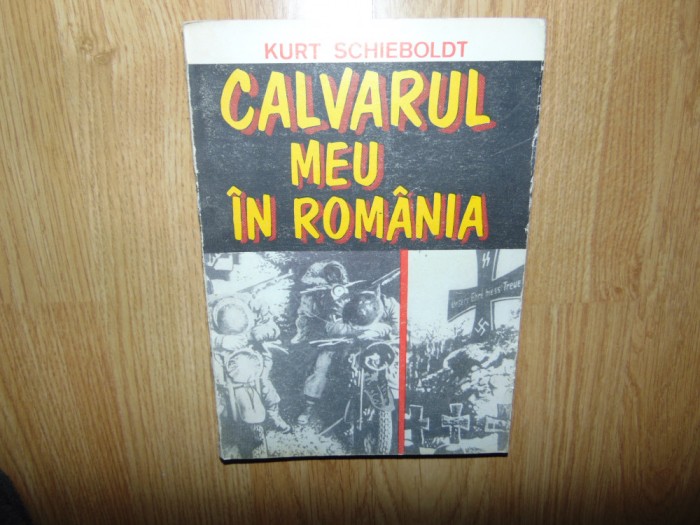 KURT SCHIEBOLDT
CALVARUL
MEU
ÎN ROMÂNIA